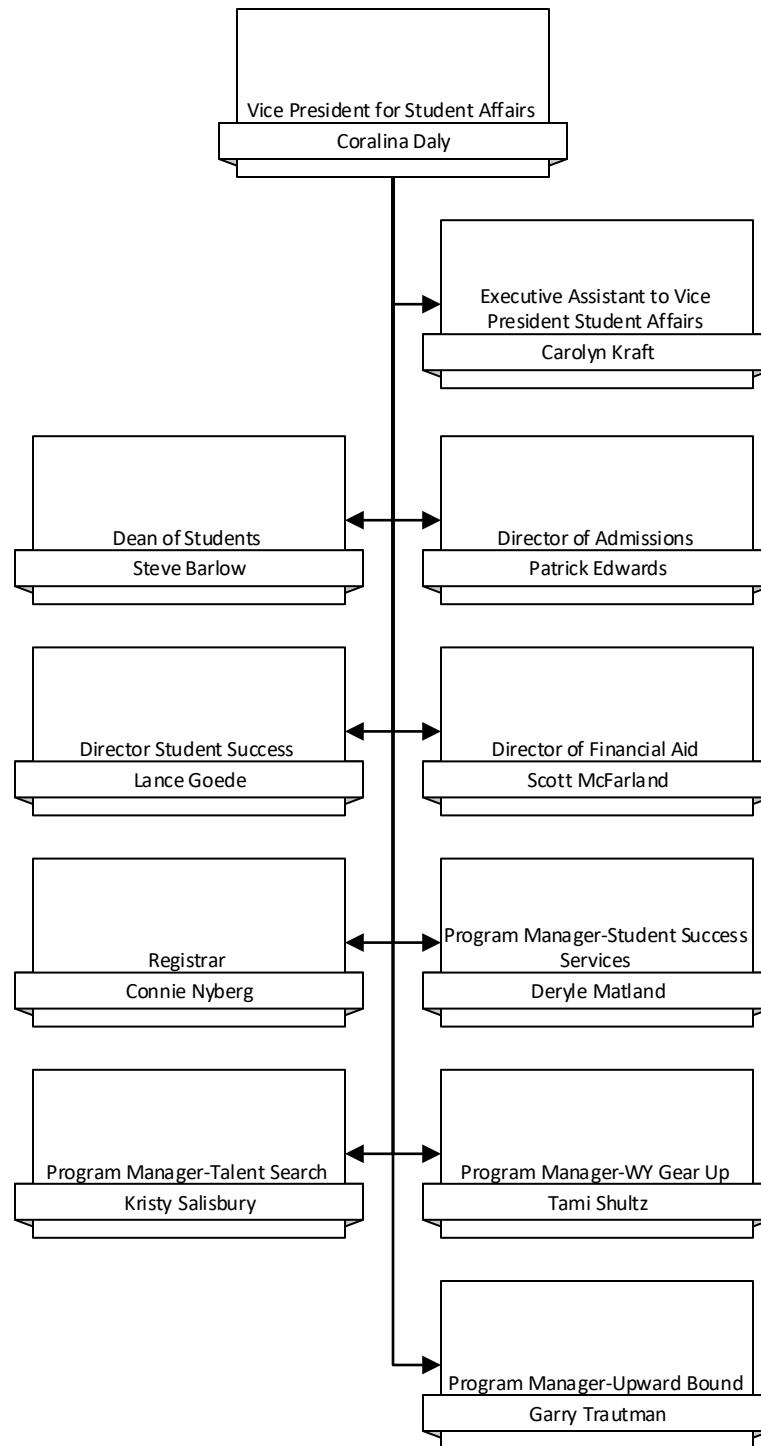 Vice President for Student Affairs
Coralina Daly
Executive Assistant to Vice
President Student Affairs
Carolyn Kraft
Dean of Students
Steve Barlow
Director of Admissions
Patrick Edwards
Director Student Success
Lance Goede
Director of Financial Aid
Scott McFarland
Registrar
Connie Nyberg
Program Manager-Student Success
Services
Deryle Matland
Program Manager-Talent Search
Kristy Salisbury
Program Manager-WY Gear Up
Tami Shultz
Program Manager-Upward Bound
Garry Trautman